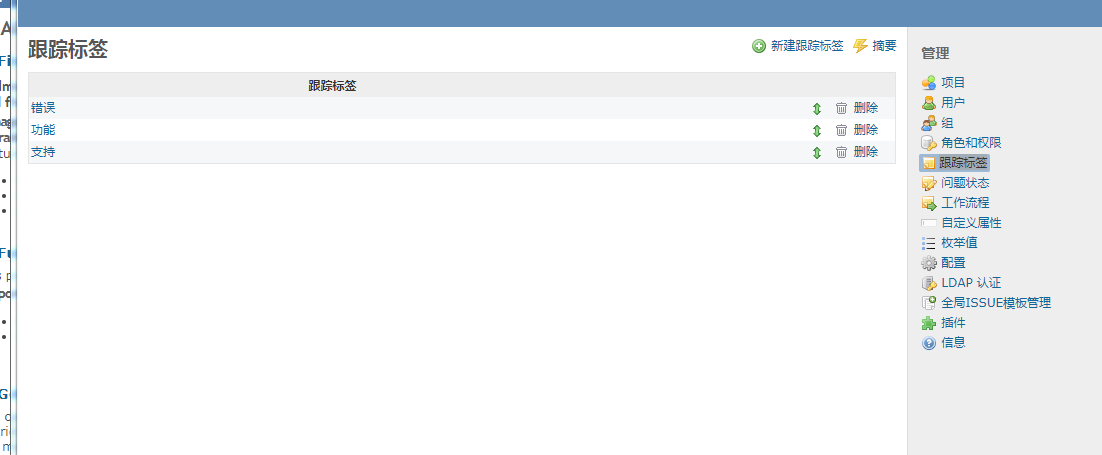 跟踪标签
新建跟踪标签 摘要
跟踪标签
错误 删除
功能 删除
支持 删除
管理
项目
用户
组
角色和权限
跟踪标签
问题状态
工作流程
自定义属性
枚举值
配置
LDAP 认证
全局ISSUE模板管理
插件
信息